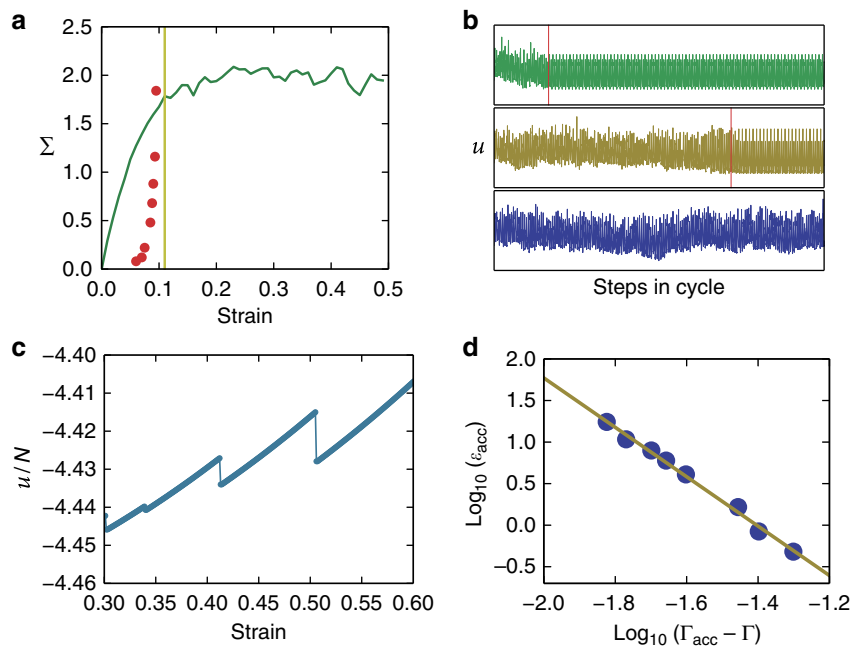 a
2.5
2.0
1.5
1.0
0.5
0.0
Σ
0.0 0.1 0.2 0.3 0.4 0.5
Strain
b
u
Steps in cycle
c
−4.40
−4.41
−4.42
−4.43
−4.44
−4.45
−4.46
u/N
0.30 0.35 0.40 0.45 0.50 0.55 0.60
Strain
d
2.0
1.5
1.0
0.5
0.0
−0.5
Log10 (εacc)
−2.0 −1.8 −1.6 −1.4 −1.2
Log10 (Γacc − Γ)